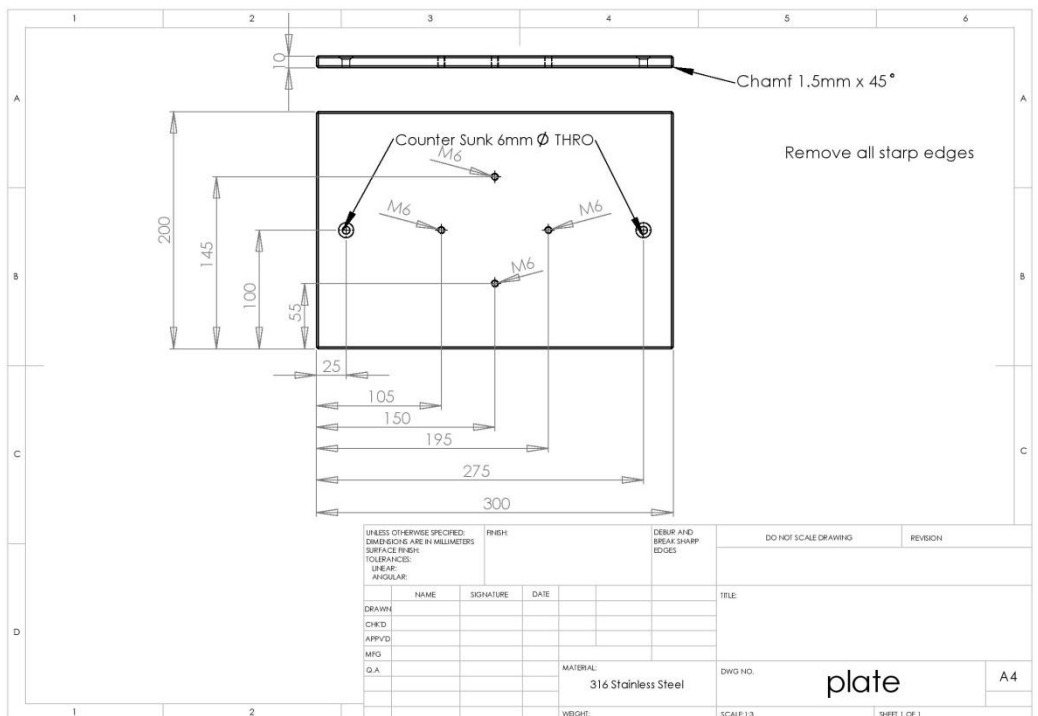 1 2 3 4 5 6
10
Chamf 1.5mm x 45°
A A
Counter Sunk 6mm Ø THRO
Remove all starp edges
M6
M6 M6
200
145
100
B B
M6
55
25
105
150
195
C C
275
300
UNLESS OTHERWISE SPECIFIED:
DIMENSIONS ARE IN MILLIMETERS
SURFACE FINISH:
TOLERANCES:
LINEAR:
ANGULAR:
FINISH:
DEBUR AND
BREAK SHARP
EDGES
DO NOT SCALE DRAWING
REVISION
NAME SIGNATURE DATE
TITLE:
DRAWN
CHK'D
APPV'D
MFG
Q.A
D D
MATERIAL:
316 Stainless Steel
DWG NO.
plate
A4
WEIGHT:
SCALE:1:3
SHEET 1 OF 1
1 2